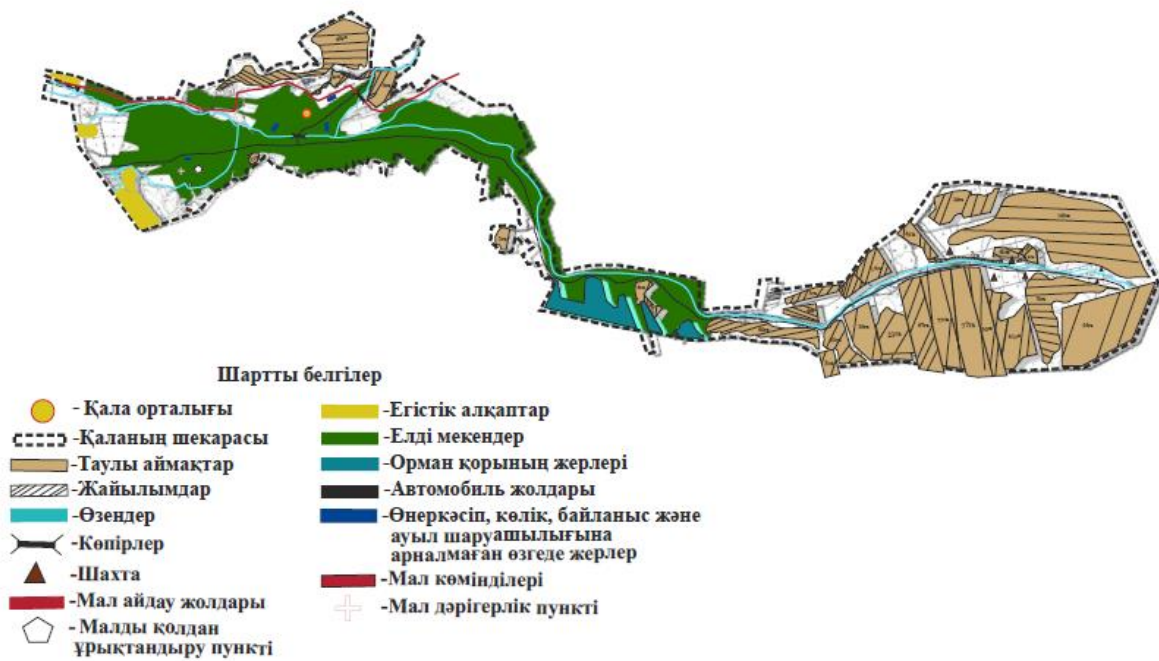 Шартты белгілер
- Қала орталығы
-Қаланың шекарасы
-Таулы аймақтар
-Жайылымдар
-Өзендер
-Көпірлер
-Шахта
-Мал айдау жолдары
- Малды қолдан
ұрықтандыру пункті
-Егістік алқаптар
-Елді мекендер
-Орман қорының жерлері
-Автомобиль жолдары
-Өнеркәсіп, көлік, байланыс және
ауыл шаруашылығына
арналмаған өзгеде жерлер
-Мал көмінділері
-Мал дәрігерлік пункті